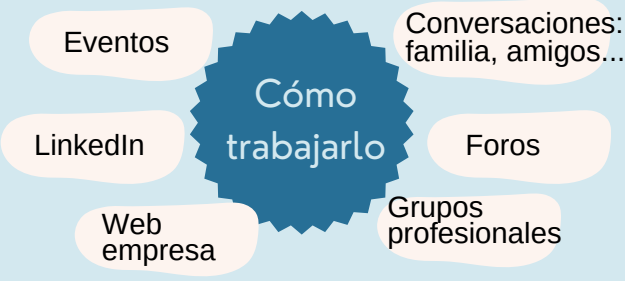 Eventos
Conversaciones:
familia, amigos...
Cómo
trabajarlo
LinkedIn
Foros
Web
empresa
Grupos
profesionales